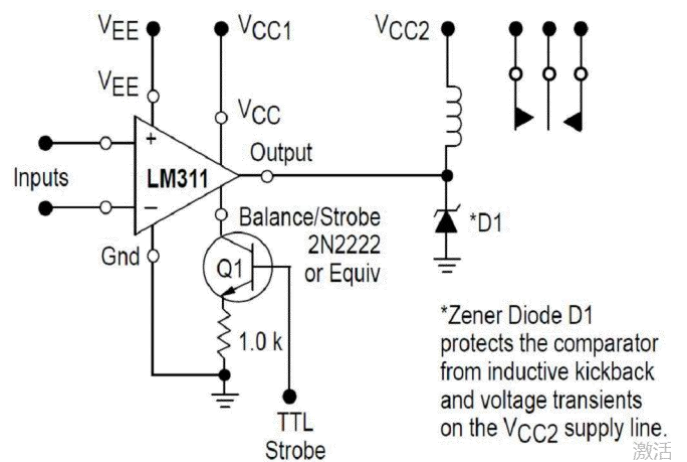 VEE
VCC1
VCC2
VEE
VCC
+
LM311
Output
Inputs
−
Balance/Strobe
2N2222
or Equiv
Gnd
Q1
*D1
1.0 k
TTL
Strobe
*Zener Diode D1
protects the comparator
from inductive kickback
and voltage transients
on the VCC2 supply line.
激活